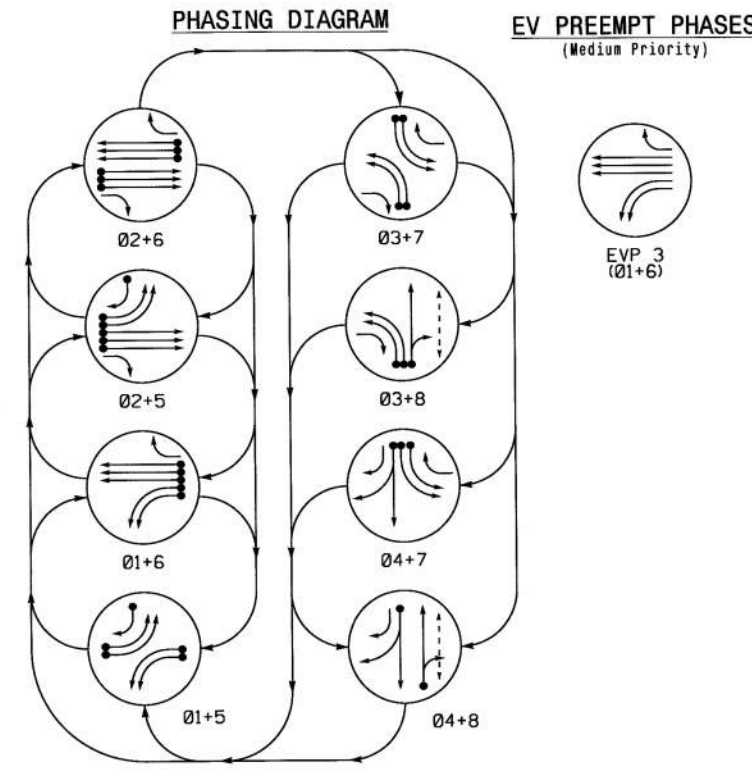 PHASING DIAGRAM
EV PREEMPT PHASES
(Medium Priority)
Ø2+6
Ø3+7
EVP 3
(Ø1+6)
Ø2+5
Ø3+8
Ø1+6
Ø4+7
Ø1+5
Ø4+8